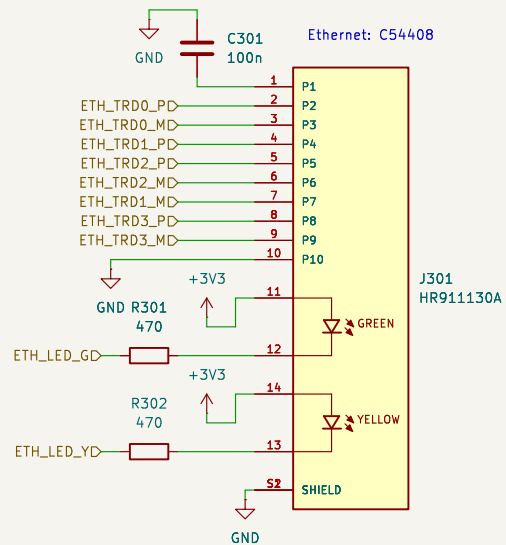 Ethernet: C54408
C301
100n
GND
1 P1
ETH_TRD0_P 2 P2
ETH_TRD0_M 3 P3
ETH_TRD1_P 4 P4
ETH_TRD2_P 5 P5
ETH_TRD2_M 6 P6
ETH_TRD1_M 7 P7
ETH_TRD3_P 8 P8
ETH_TRD3_M 9 P9
10 P10
J301
HR911130A
GND
+3V3
11
R301
470
GREEN
ETH_LED_G 12
+3V3
14
R302
470
YELLOW
ETH_LED_Y 13
SHIELD
GND